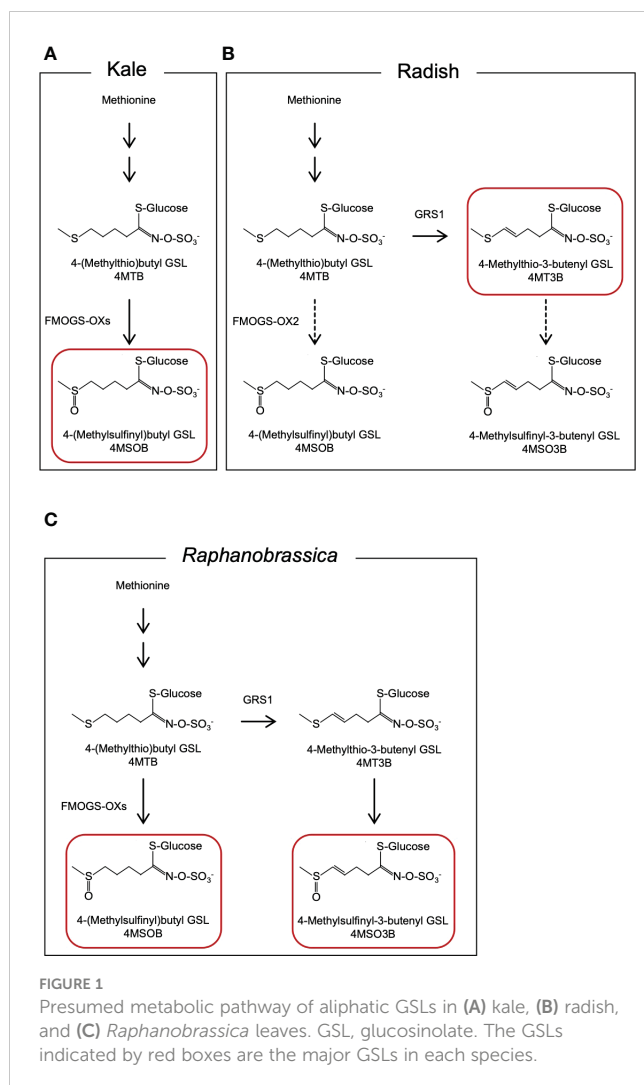 A
Kale
Methionine
S-Glucose
S
N-O-SO₃⁻
4-(Methylthio)butyl GSL
4MTB
FMOGS-OXs
S-Glucose
S
N-O-SO₃⁻
O
4-(Methylsulfinyl)butyl GSL
4MSOB
B
Radish
Methionine
S-Glucose
S
N-O-SO₃⁻
4-(Methylthio)butyl GSL
4MTB
GRS1
S-Glucose
S
N-O-SO₃⁻
4-Methylthio-3-butenyl GSL
4MT3B
FMOGS-OX2
S-Glucose
S
N-O-SO₃⁻
O
4-(Methylsulfinyl)butyl GSL
4MSOB
S-Glucose
S
N-O-SO₃⁻
O
4-Methylsulfinyl-3-butenyl GSL
4MSO3B
C
Raphanobrassica
Methionine
S-Glucose
S
N-O-SO₃⁻
4-(Methylthio)butyl GSL
4MTB
GRS1
S-Glucose
S
N-O-SO₃⁻
4-Methylthio-3-butenyl GSL
4MT3B
FMOGS-OXs
S-Glucose
S
N-O-SO₃⁻
O
4-(Methylsulfinyl)butyl GSL
4MSOB
S-Glucose
S
N-O-SO₃⁻
O
4-Methylsulfinyl-3-butenyl GSL
4MSO3B
FIGURE 1
Presumed metabolic pathway of aliphatic GSLs in (A) kale, (B) radish,
and (C) Raphanobrassica leaves. GSL, glucosinolate. The GSLs
indicated by red boxes are the major GSLs in each species.